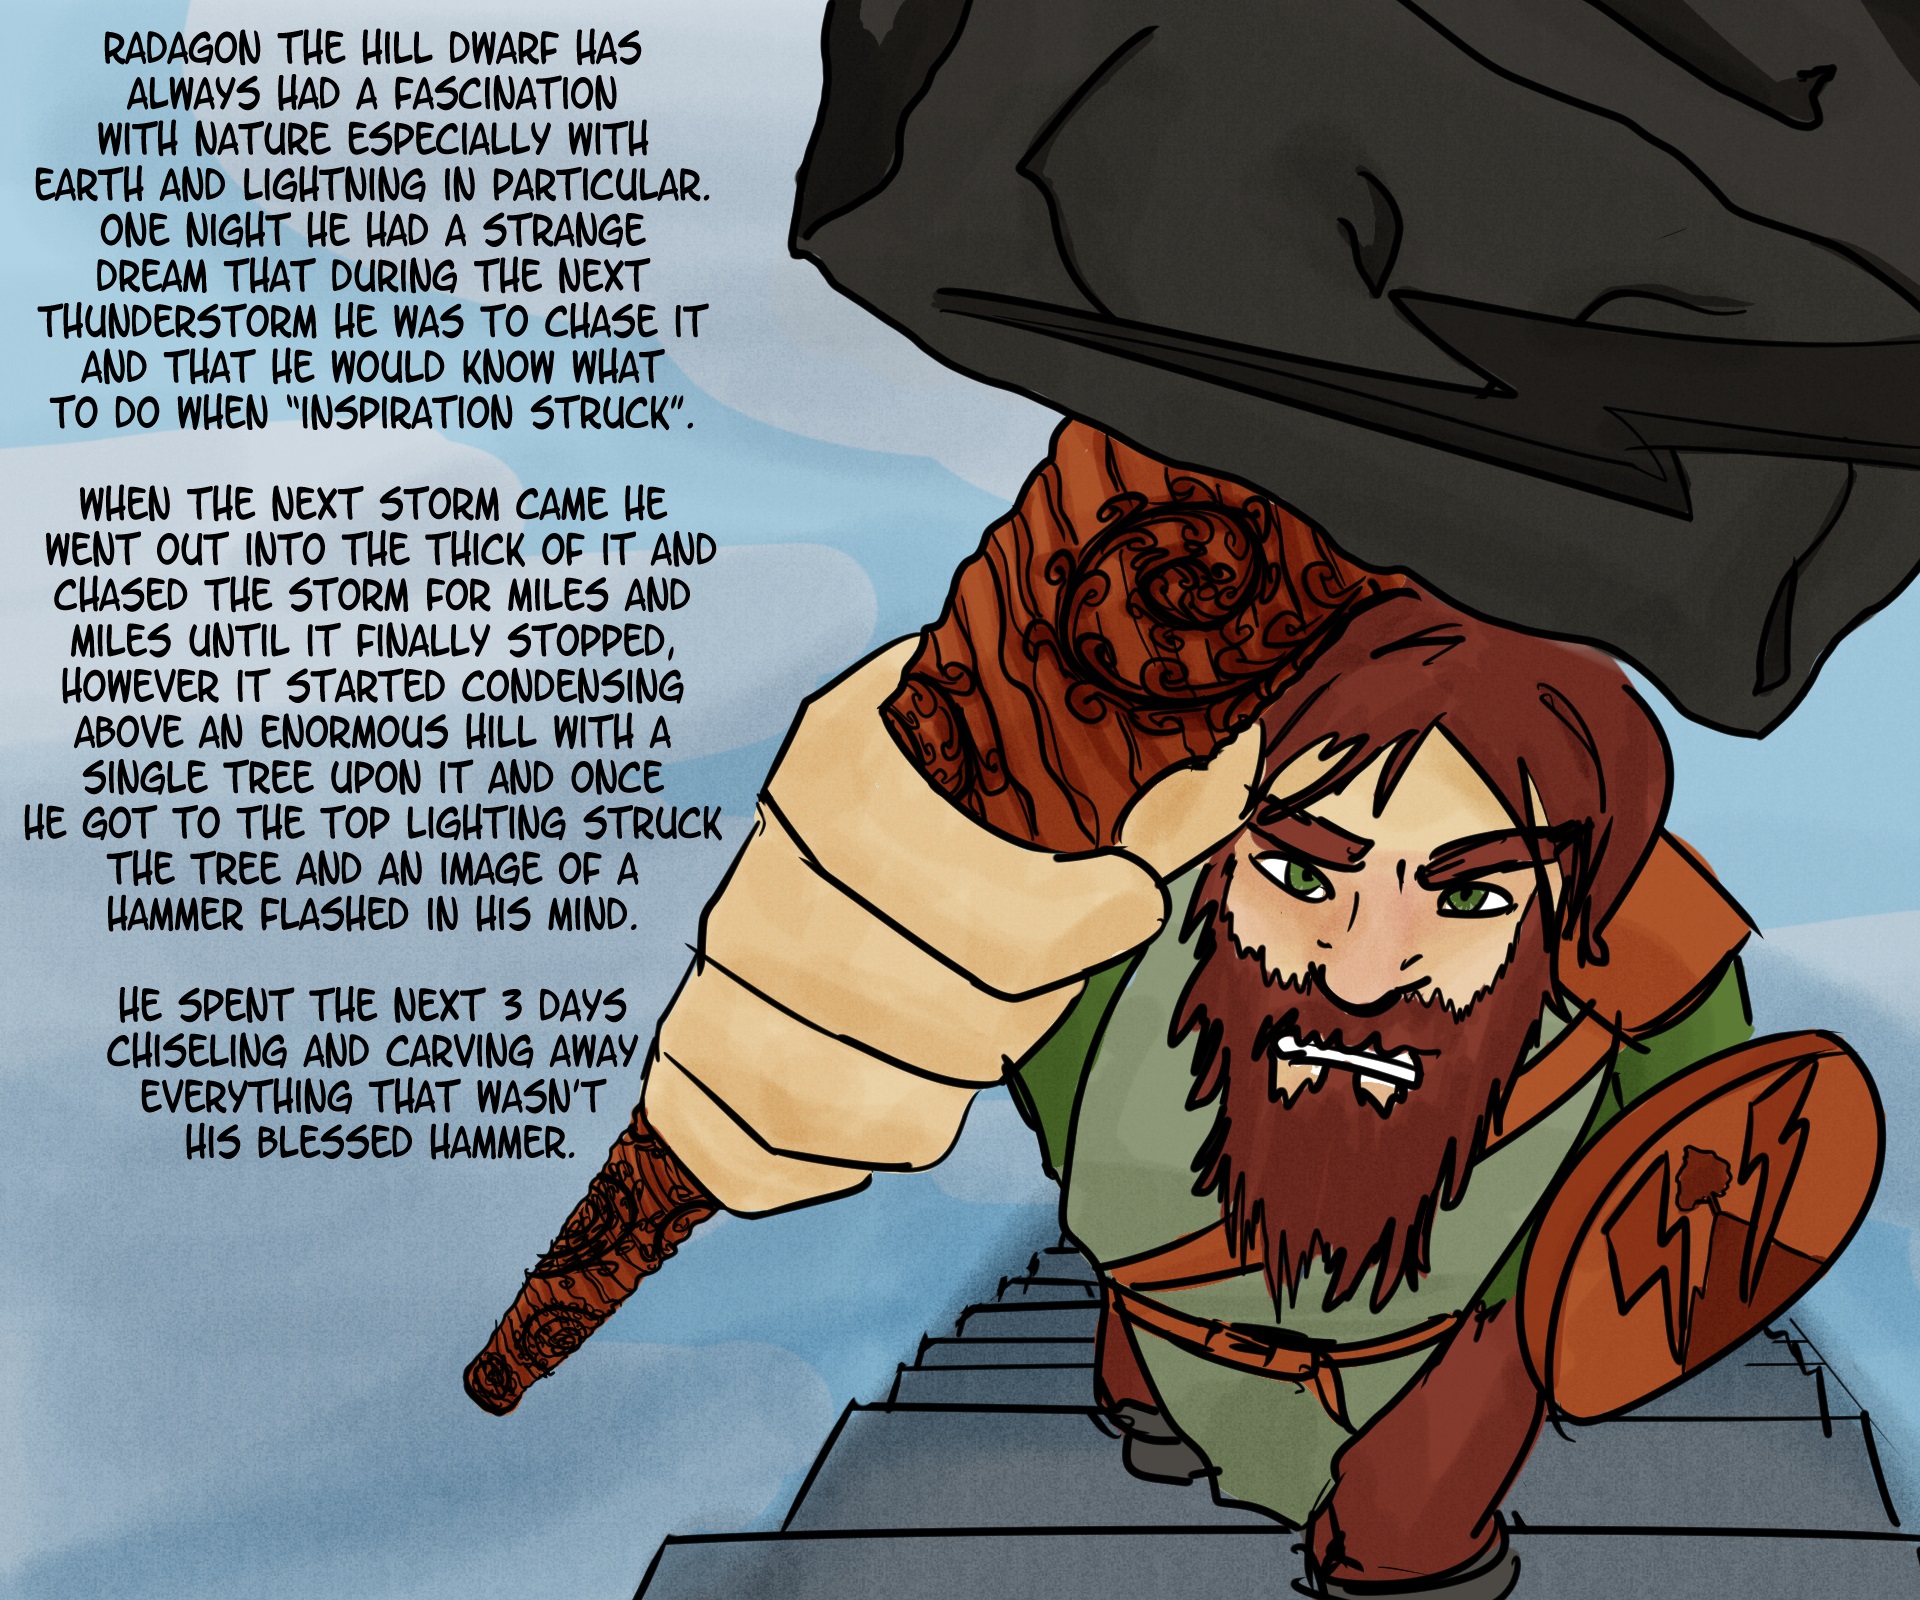 RADAGON THE HILL DWARF HAS
ALWAYS HAD A FASCINATION
WITH NATURE ESPECIALLY WITH
EARTH AND LIGHTNING IN PARTICULAR.
ONE NIGHT HE HAD A STRANGE
DREAM THAT DURING THE NEXT
THUNDERSTORM HE WAS TO CHASE IT
AND THAT HE WOULD KNOW WHAT
TO DO WHEN "INSPIRATION STRUCK".
WHEN THE NEXT STORM CAME HE
WENT OUT INTO THE THICK OF IT AND
CHASED THE STORM FOR MILES AND
MILES UNTIL IT FINALLY STOPPED,
HOWEVER IT STARTED CONDENSING
ABOVE AN ENORMOUS HILL WITH A
SINGLE TREE UPON IT AND ONCE
HE GOT TO THE TOP LIGHTING STRUCK
THE TREE AND AN IMAGE OF A
HAMMER FLASHED IN HIS MIND.
HE SPENT THE NEXT 3 DAYS
CHISELING AND CARVING AWAY
EVERYTHING THAT WASN'T
HIS BLESSED HAMMER.